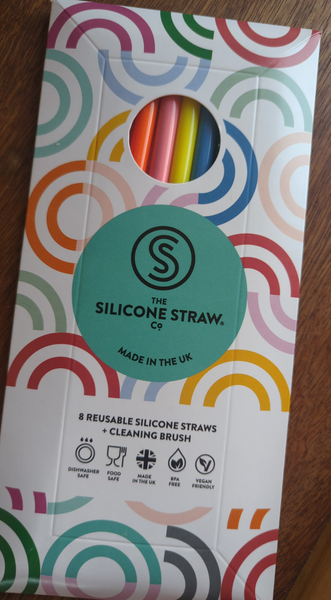 S
THE
SILICONE STRAW®
Co
MADE IN THE UK
8 REUSABLE SILICONE STRAWS
+ CLEANING BRUSH
DISHWASHER SAFE
FOOD SAFE
MADE IN THE UK
BPA FREE
VEGAN FRIENDLY